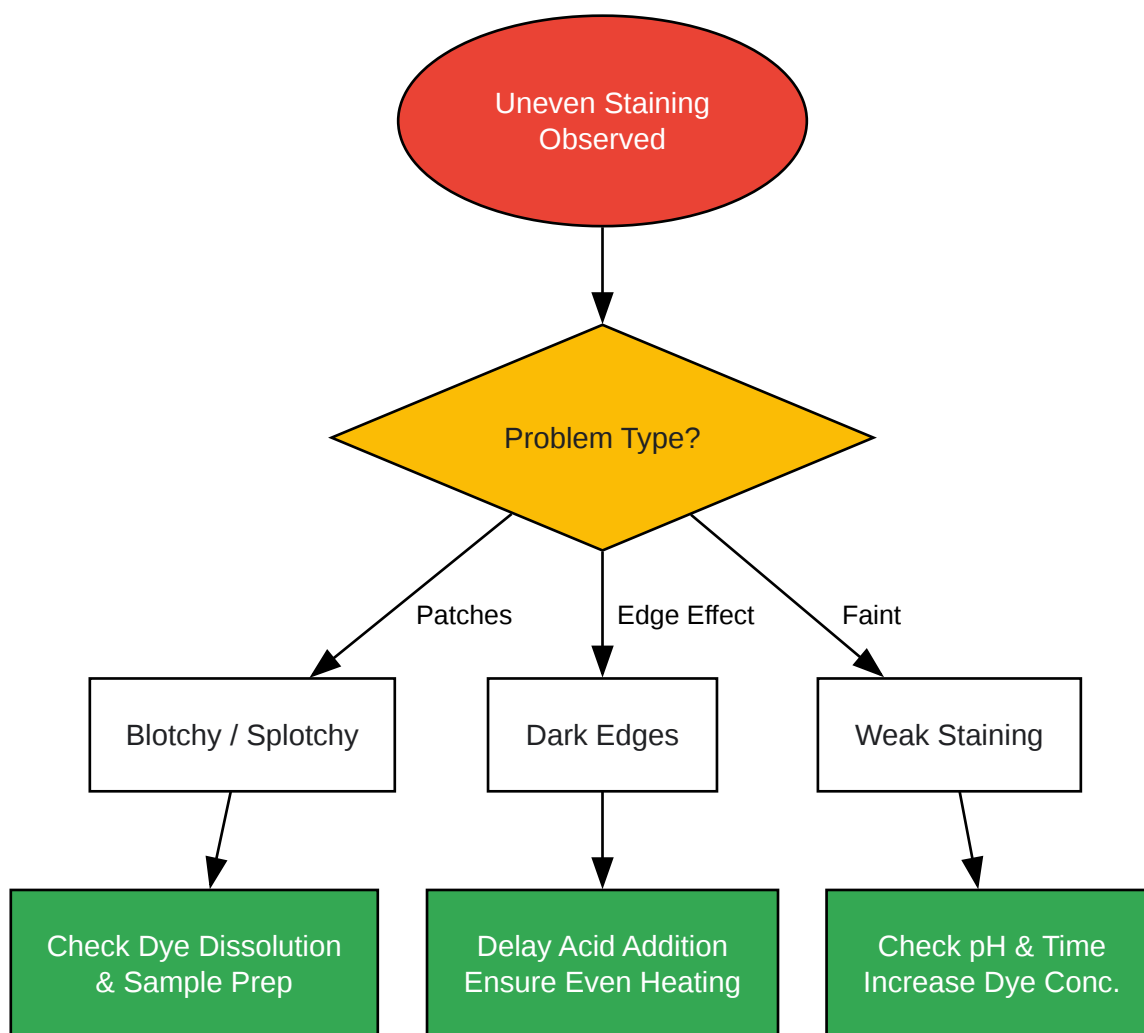 Uneven Staining
Observed
Problem Type?
Patches
Edge Effect
Faint
Blotchy / Splotchy
Dark Edges
Weak Staining
Check Dye Dissolution
& Sample Prep
Delay Acid Addition
Ensure Even Heating
Check pH & Time
Increase Dye Conc.